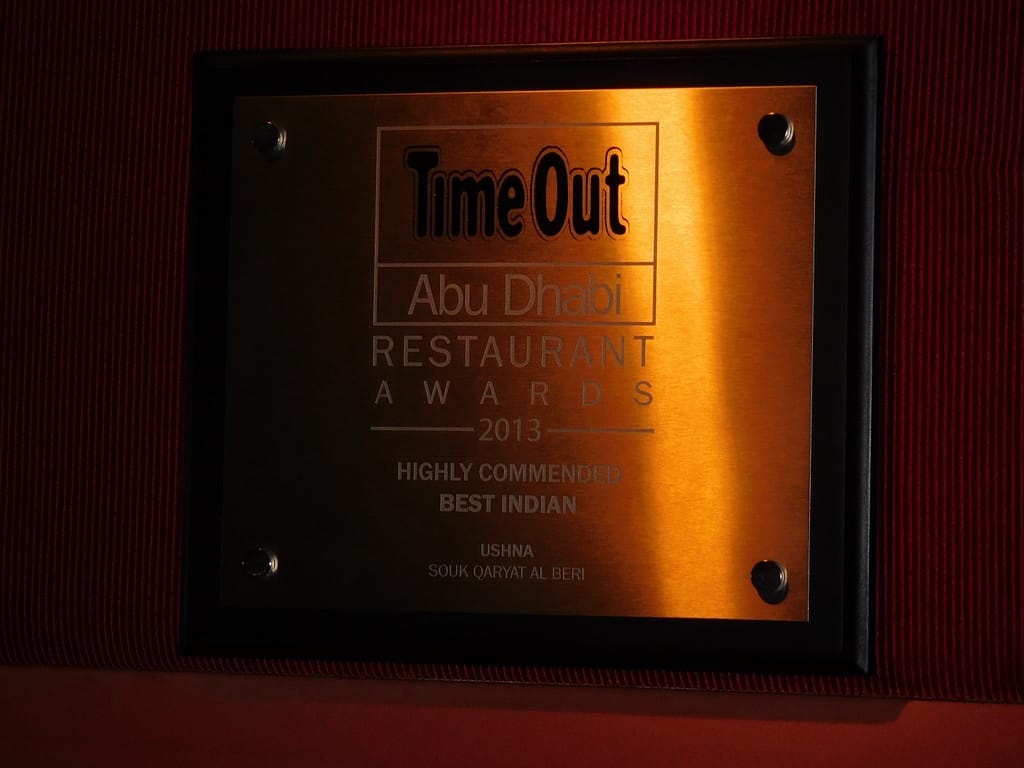 Time Out
Abu Dhabi
RESTAURANT
AWARDS
2013
HIGHLY COMMENDED
BEST INDIAN
USHNA
SOUK QARYAT AL BERI